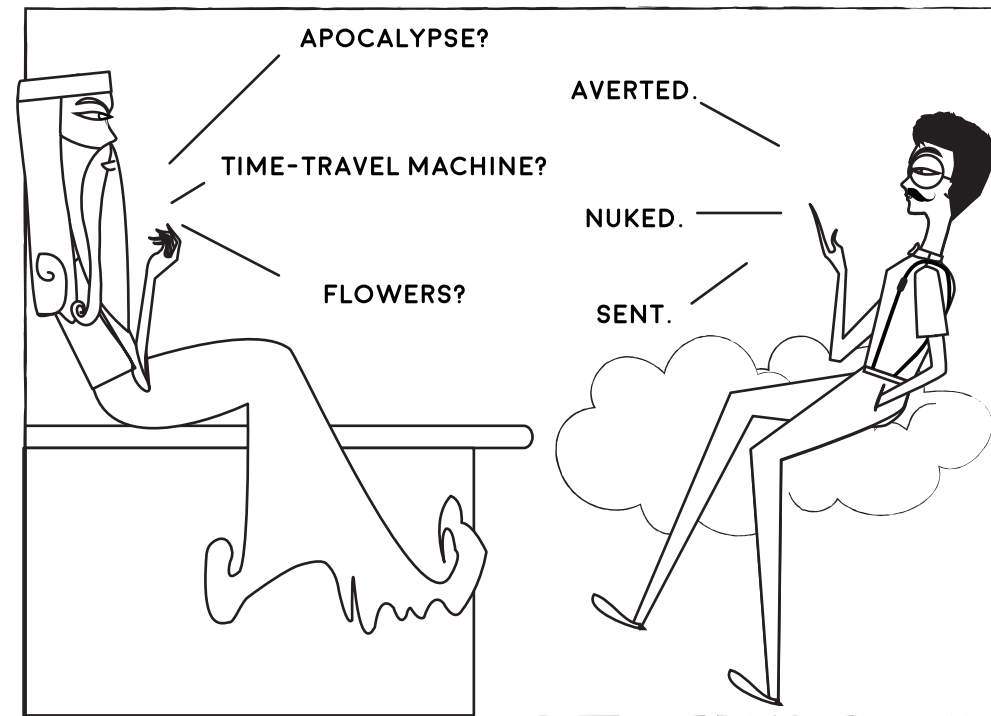 APOCALYPSE?
AVERTED.
TIME-TRAVEL MACHINE?
NUKED.
FLOWERS?
SENT.